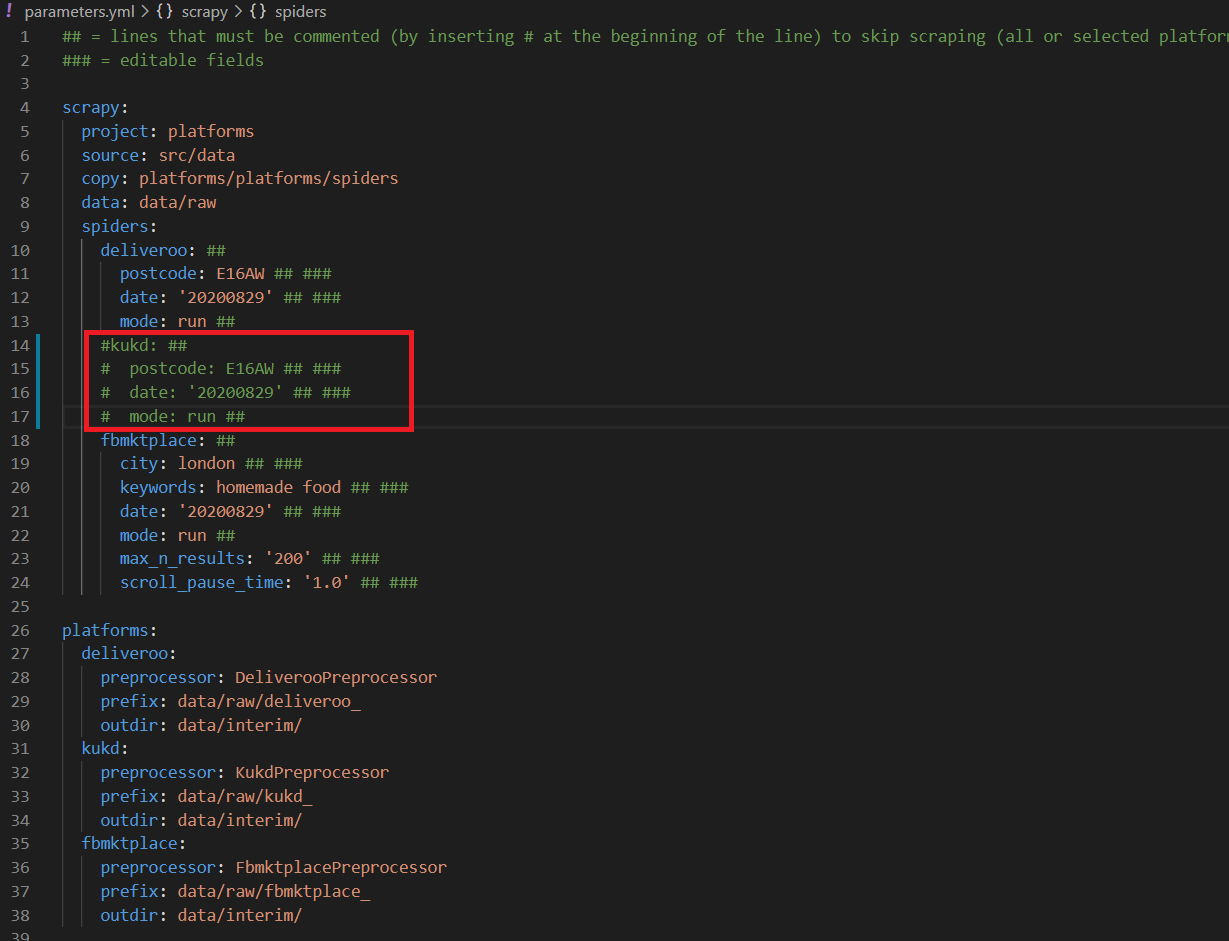 ! parameters.yml > {} scrapy > {} spiders
1 ## = lines that must be commented (by inserting # at the beginning of the line) to skip scraping (all or selected
2 ### = editable fields
3
4 scrapy:
5 project: platforms
6 source: src/data
7 copy: platforms/platforms/spiders
8 data: data/raw
9 spiders:
10 deliveroo: ##
11 postcode: E16AW ## ###
12 date: '20200829' ## ###
13 mode: run ##
14 #kukd: ##
15 # postcode: E16AW ## ###
16 # date: '20200829' ## ###
17 # mode: run ##
18 fbmktplace: ##
19 city: london ## ###
20 keywords: homemade food ## ###
21 date: '20200829' ## ###
22 mode: run ##
23 max_n_results: '200' ## ###
24 scroll_pause_time: '1.0' ## ###
25
26 platforms:
27 deliveroo:
28 preprocessor: DeliverooPreprocessor
29 prefix: data/raw/deliveroo_
30 outdir: data/interim/
31 kukd:
32 preprocessor: KukdPreprocessor
33 prefix: data/raw/kukd_
34 outdir: data/interim/
35 fbmktplace:
36 preprocessor: FbmktplacePreprocessor
37 prefix: data/raw/fbmktplace_
38 outdir: data/interim/
39